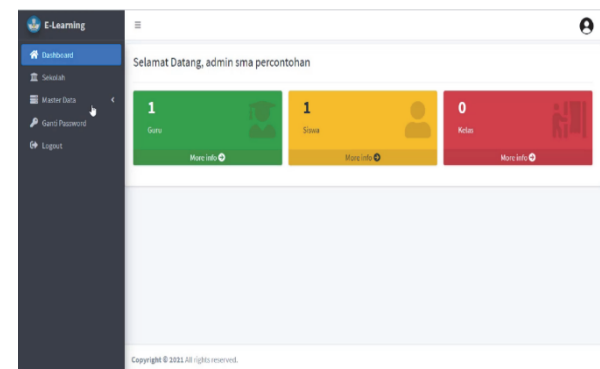 E-Learning
Dashboard
Sekolah
Master Data
Ganti Password
Logout
Selamat Datang, admin sma percontohan
1
Guru
More info
1
Siswa
More info
0
Kelas
More info
Copyright © 2021 All rights reserved.